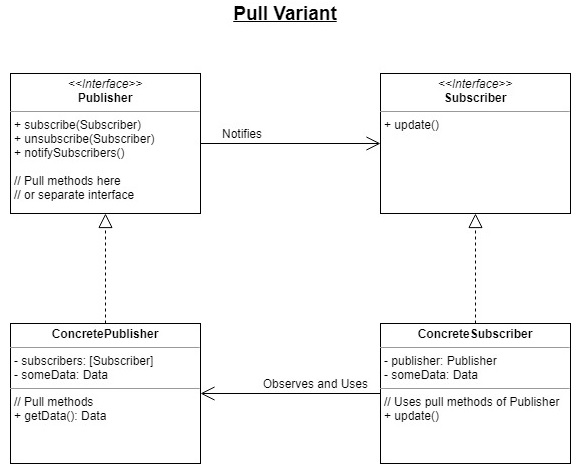 Pull Variant
<<Interface>>
Publisher
+ subscribe(Subscriber)
+ unsubscribe(Subscriber)
+ notifySubscribers()
// Pull methods here
// or separate interface
Notifies
<<Interface>>
Subscriber
+ update()
ConcretePublisher
- subscribers: [Subscriber]
- someData: Data
// Pull methods
+ getData(): Data
Observes and Uses
ConcreteSubscriber
- publisher: Publisher
- someData: Data
// Uses pull methods of Publisher
+ update()